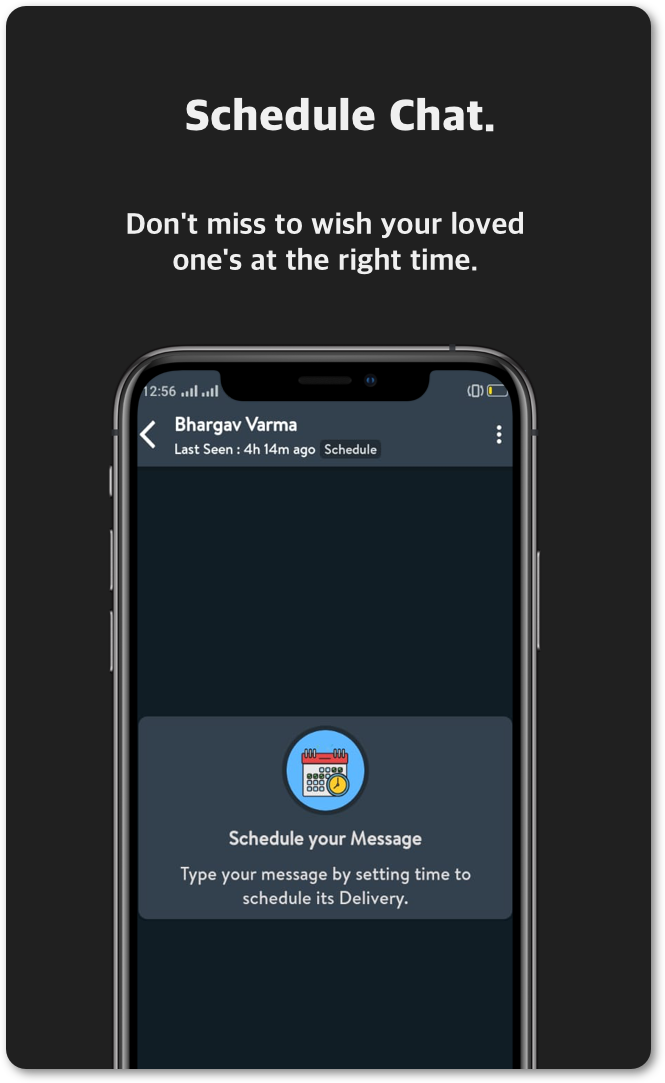 Schedule Chat.
Don't miss to wish your loved
one's at the right time.
12:56
Bhargav Varma
Last Seen : 4h 14m ago Schedule
Schedule your Message
Type your message by setting time to
schedule its Delivery.